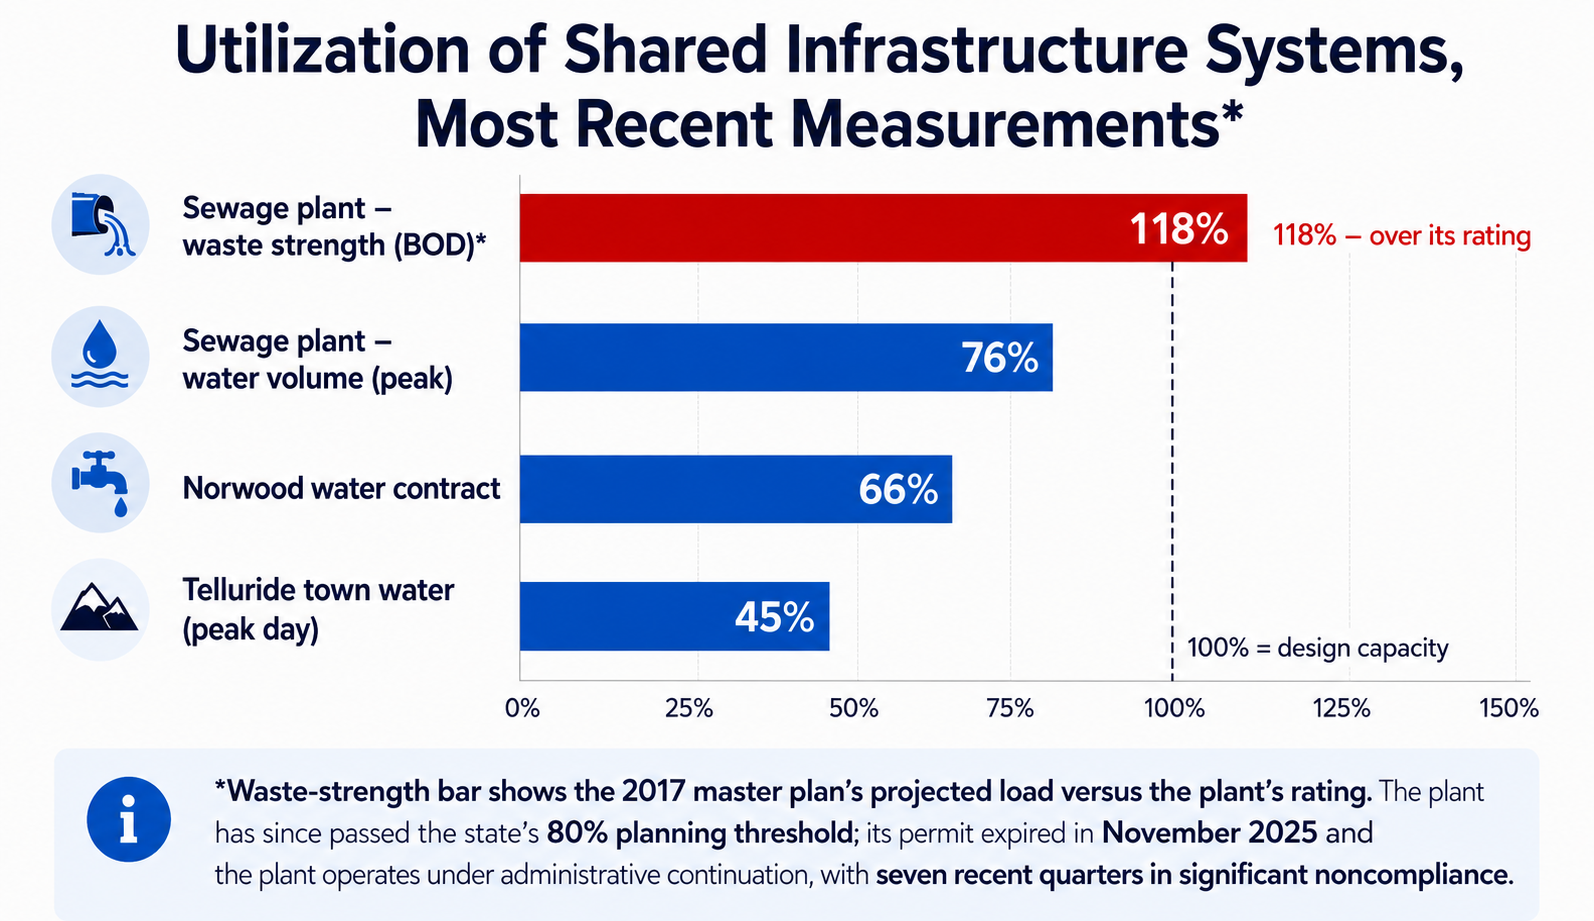 Utilization of Shared Infrastructure Systems,
Most Recent Measurements*
Sewage plant –
waste strength (BOD)*
118%
118% – over its rating
Sewage plant –
water volume (peak)
76%
Norwood water contract
66%
Telluride town water
(peak day)
45%
100% = design capacity
0% 25% 50% 75% 100% 125% 150%
*Waste-strength bar shows the 2017 master plan's projected load versus the plant's rating. The plant
has since passed the state's 80% planning threshold; its permit expired in November 2025 and
the plant operates under administrative continuation, with seven recent quarters in significant noncompliance.